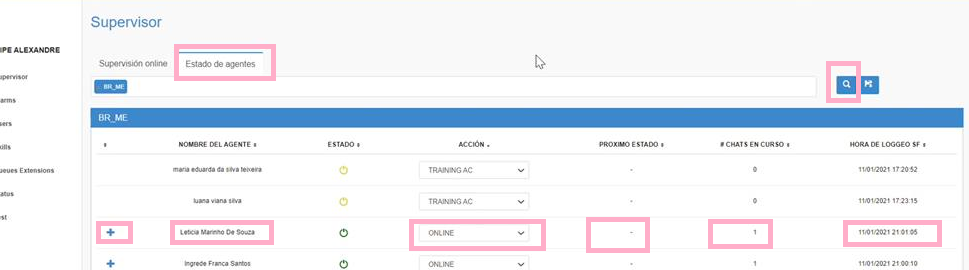 Supervisor
IPE ALEXANDRE
Supervisión online Estado de agentes
upervisor
BR_ME
arms
BR_ME
sers
NOMBRE DEL AGENTE ESTADO ACCIÓN PROXIMO ESTADO # CHATS EN CURSO HORA DE LOGGEO SF
kills
maria eduarda da silva teixeira TRAINING AC - 0 11/01/2021 17:20:52
ueues Extensions
tatus
luana viana silva TRAINING AC - 0 11/01/2021 17:23:15
est
+ Leticia Marinho De Souza ONLINE - 1 11/01/2021 21:01:05
+ Ingrede Franca Santos ONLINE - 1 11/01/2021 21:00:10